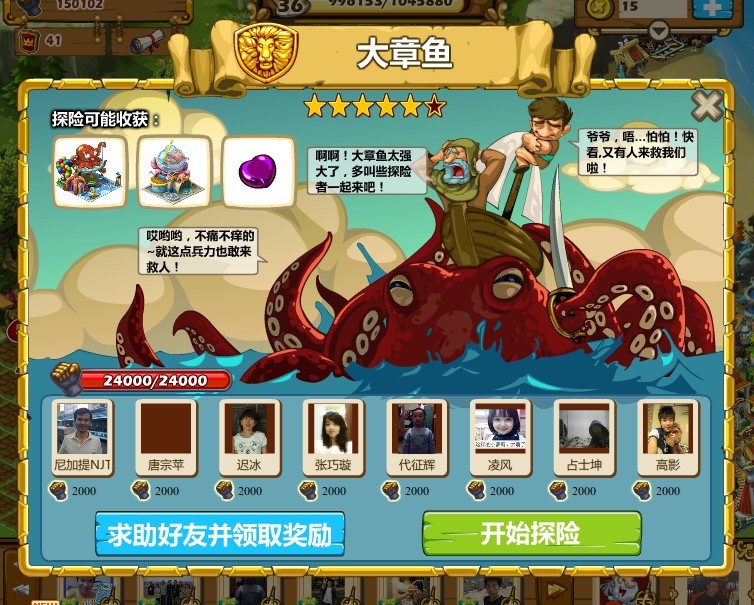 150102
36
998153/1045880
15
41
大章鱼
探险可能收获：
啊啊！大章鱼太强
大了，多叫些探险
者一起来吧！
爷爷，唔...怕怕！快
看,又有人来救我们
啦！
哎哟哟，不痛不痒的
~就这点兵力也敢来
救人！
24000/24000
尼加提NJT
唐宗苹
迟冰
张巧璇
代征辉
凌风
占士坤
高影
2000
2000
2000
2000
2000
2000
2000
2000
求助好友并领取奖励
开始探险
NEW